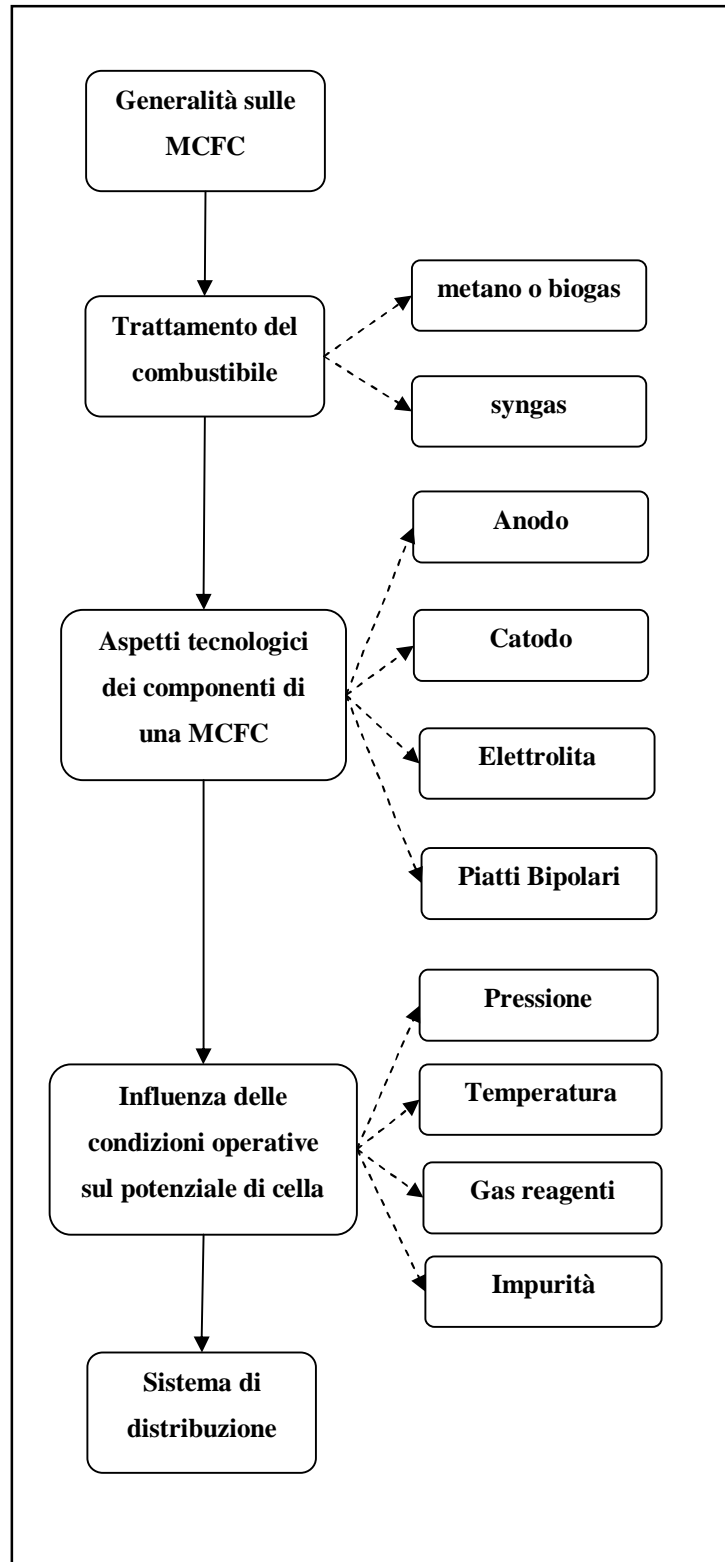 Generalità sulle
MCFC
Trattamento del
combustibile
metano o biogas
syngas
Aspetti tecnologici
dei componenti di
una MCFC
Anodo
Catodo
Elettrolita
Piatti Bipolari
Influenza delle
condizioni operative
sul potenziale di cella
Pressione
Temperatura
Gas reagenti
Impurità
Sistema di
distribuzione